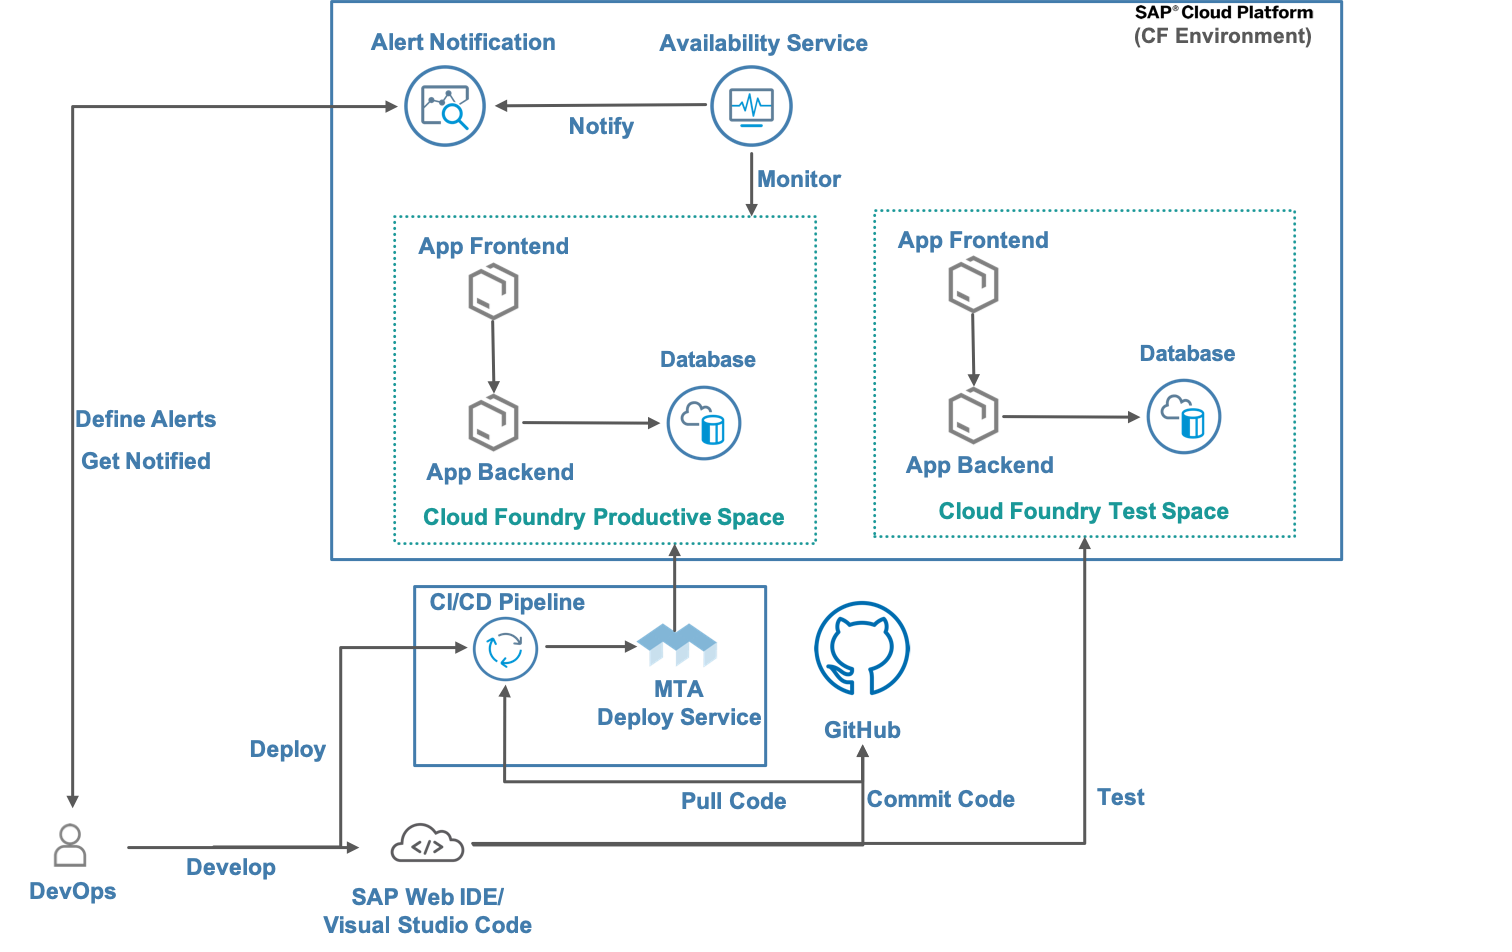 SAP® Cloud Platform
(CF Environment)
Alert Notification
Availability Service
Notify
Monitor
App Frontend
Database
App Backend
Cloud Foundry Productive Space
App Frontend
Database
App Backend
Cloud Foundry Test Space
Define Alerts
Get Notified
CI/CD Pipeline
MTA
Deploy Service
GitHub
Deploy
Pull Code
Commit Code
Test
Develop
DevOps
</>
SAP Web IDE/
Visual Studio Code